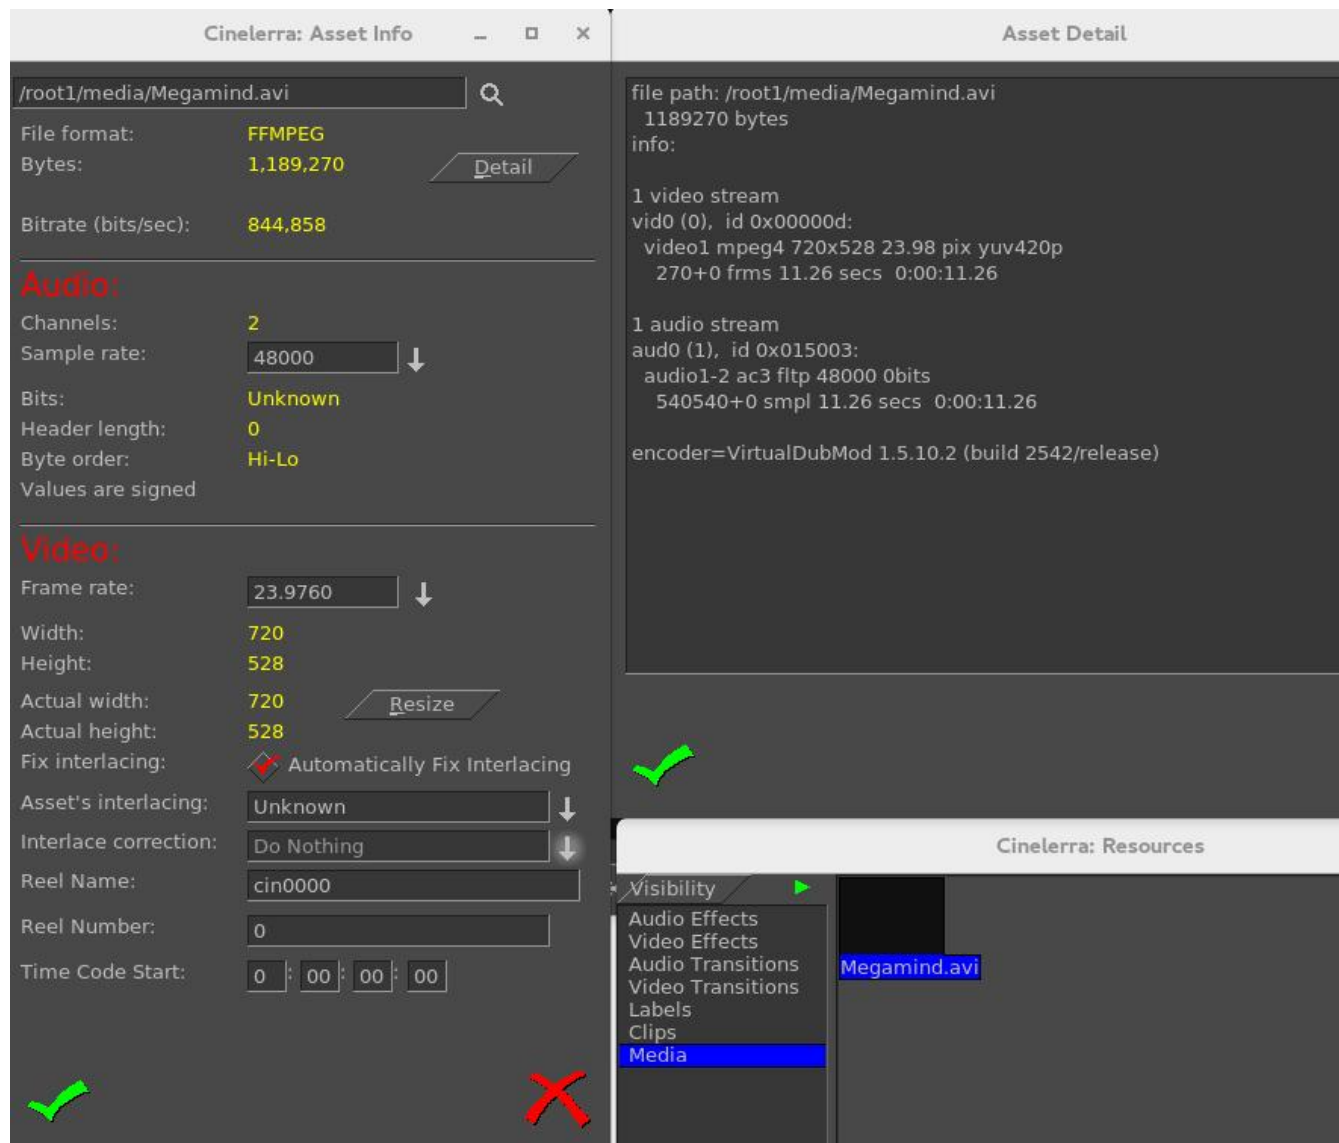 Cinelerra: Asset Info
/root1/media/Megamind.avi
File format: FFMPEG
Bytes: 1,189,270 Detail
Bitrate (bits/sec): 844,858
Audio:
Channels: 2
Sample rate: 48000
Bits: Unknown
Header length: 0
Byte order: Hi-Lo
Values are signed
Video:
Frame rate: 23.9760
Width: 720
Height: 528
Actual width: 720 Resize
Actual height: 528
Fix interlacing: Automatically Fix Interlacing
Asset's interlacing: Unknown
Interlace correction: Do Nothing
Reel Name: cin0000
Reel Number: 0
Time Code Start: 0 : 00 : 00 : 00
Asset Detail
file path: /root1/media/Megamind.avi
1189270 bytes
info:
1 video stream
vid0 (0), id 0x00000d:
video1 mpeg4 720x528 23.98 pix yuv420p
270+0 frms 11.26 secs 0:00:11.26
1 audio stream
aud0 (1), id 0x015003:
audio1-2 ac3 fltp 48000 0bits
540540+0 smpl 11.26 secs 0:00:11.26
encoder=VirtualDubMod 1.5.10.2 (build 2542/release)
Cinelerra: Resources
Visibility
Audio Effects
Video Effects
Audio Transitions
Video Transitions
Labels
Clips
Media
Megamind.avi